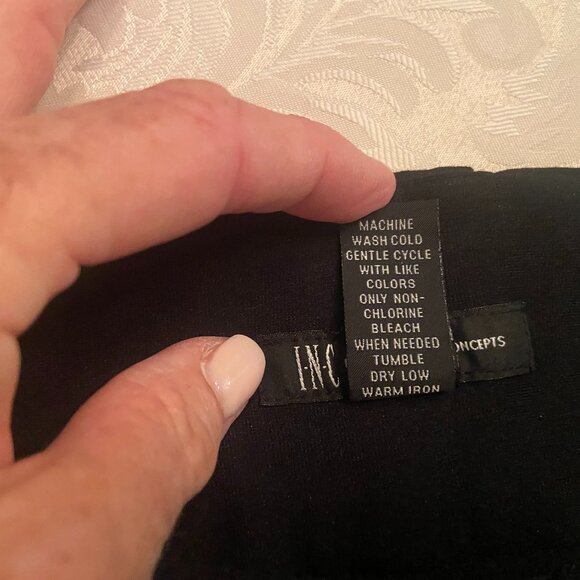 MACHINE
WASH COLD
GENTLE CYCLE
WITH LIKE
COLORS
ONLY NON-
CHLORINE
BLEACH
WHEN NEEDED
TUMBLE
DRY LOW
WARM IRON
I·N·C
ONCEPTS